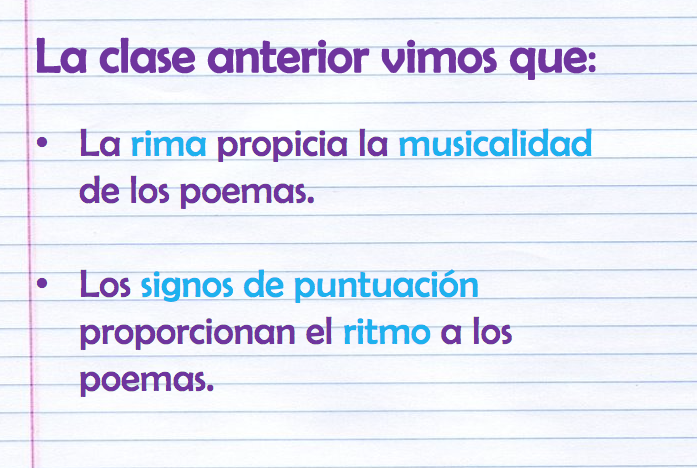 La clase anterior vimos que:
• La rima propicia la musicalidad
de los poemas.
• Los signos de puntuación
proporcionan el ritmo a los
poemas.